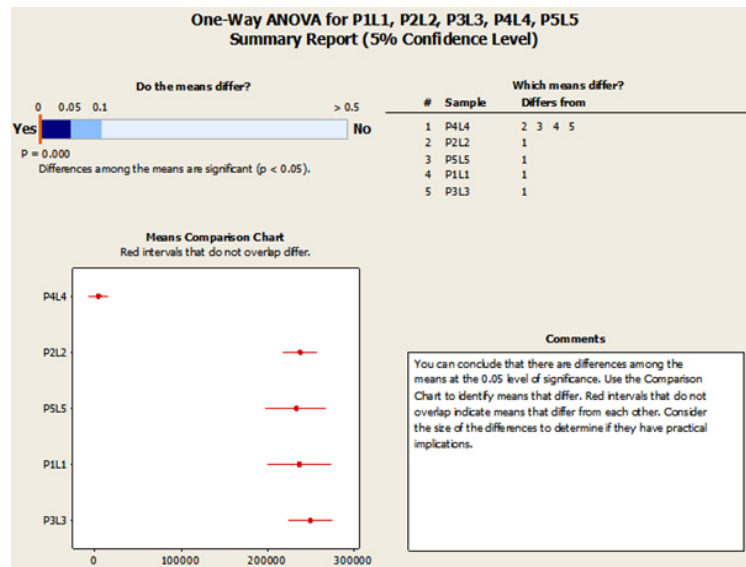 One-Way ANOVA for P1L1, P2L2, P3L3, P4L4, P5L5
Summary Report (5% Confidence Level)
Do the means differ?
0 0.05 0.1 > 0.5
Yes No
P = 0.000
Differences among the means are significant (p < 0.05).
Which means differ?
# Sample Differs from
1 P4L4 2 3 4 5
2 P2L2 1
3 P5L5 1
4 P1L1 1
5 P3L3 1
Means Comparison Chart
Red intervals that do not overlap differ.
P4L4
P2L2
P5L5
P1L1
P3L3
0 100000 200000 300000
Comments
You can conclude that there are differences among the
means at the 0.05 level of significance. Use the Comparison
Chart to identify means that differ. Red intervals that do not
overlap indicate means that differ from each other. Consider
the size of the differences to determine if they have practical
implications.